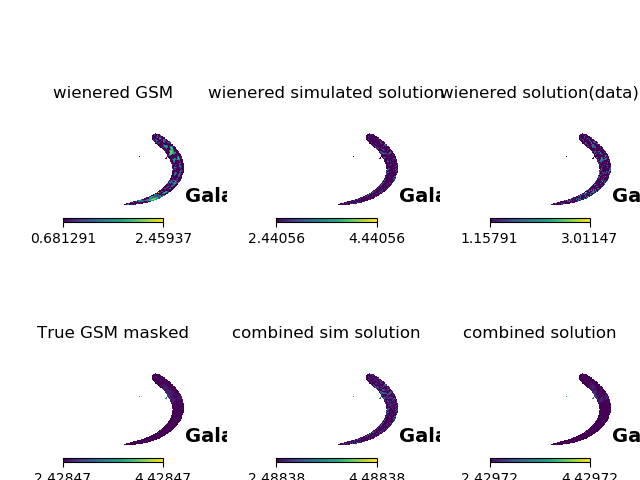 wienered GSM wienered simulated solution wienered solution(data)
Gala Gala Ga
0.681291 2.45937 2.44056 4.44056 1.15791 3.01147
True GSM masked combined sim solution combined solution
Gala Gala Ga
2.42847 4.42847 2.48838 4.48838 2.42972 4.42972